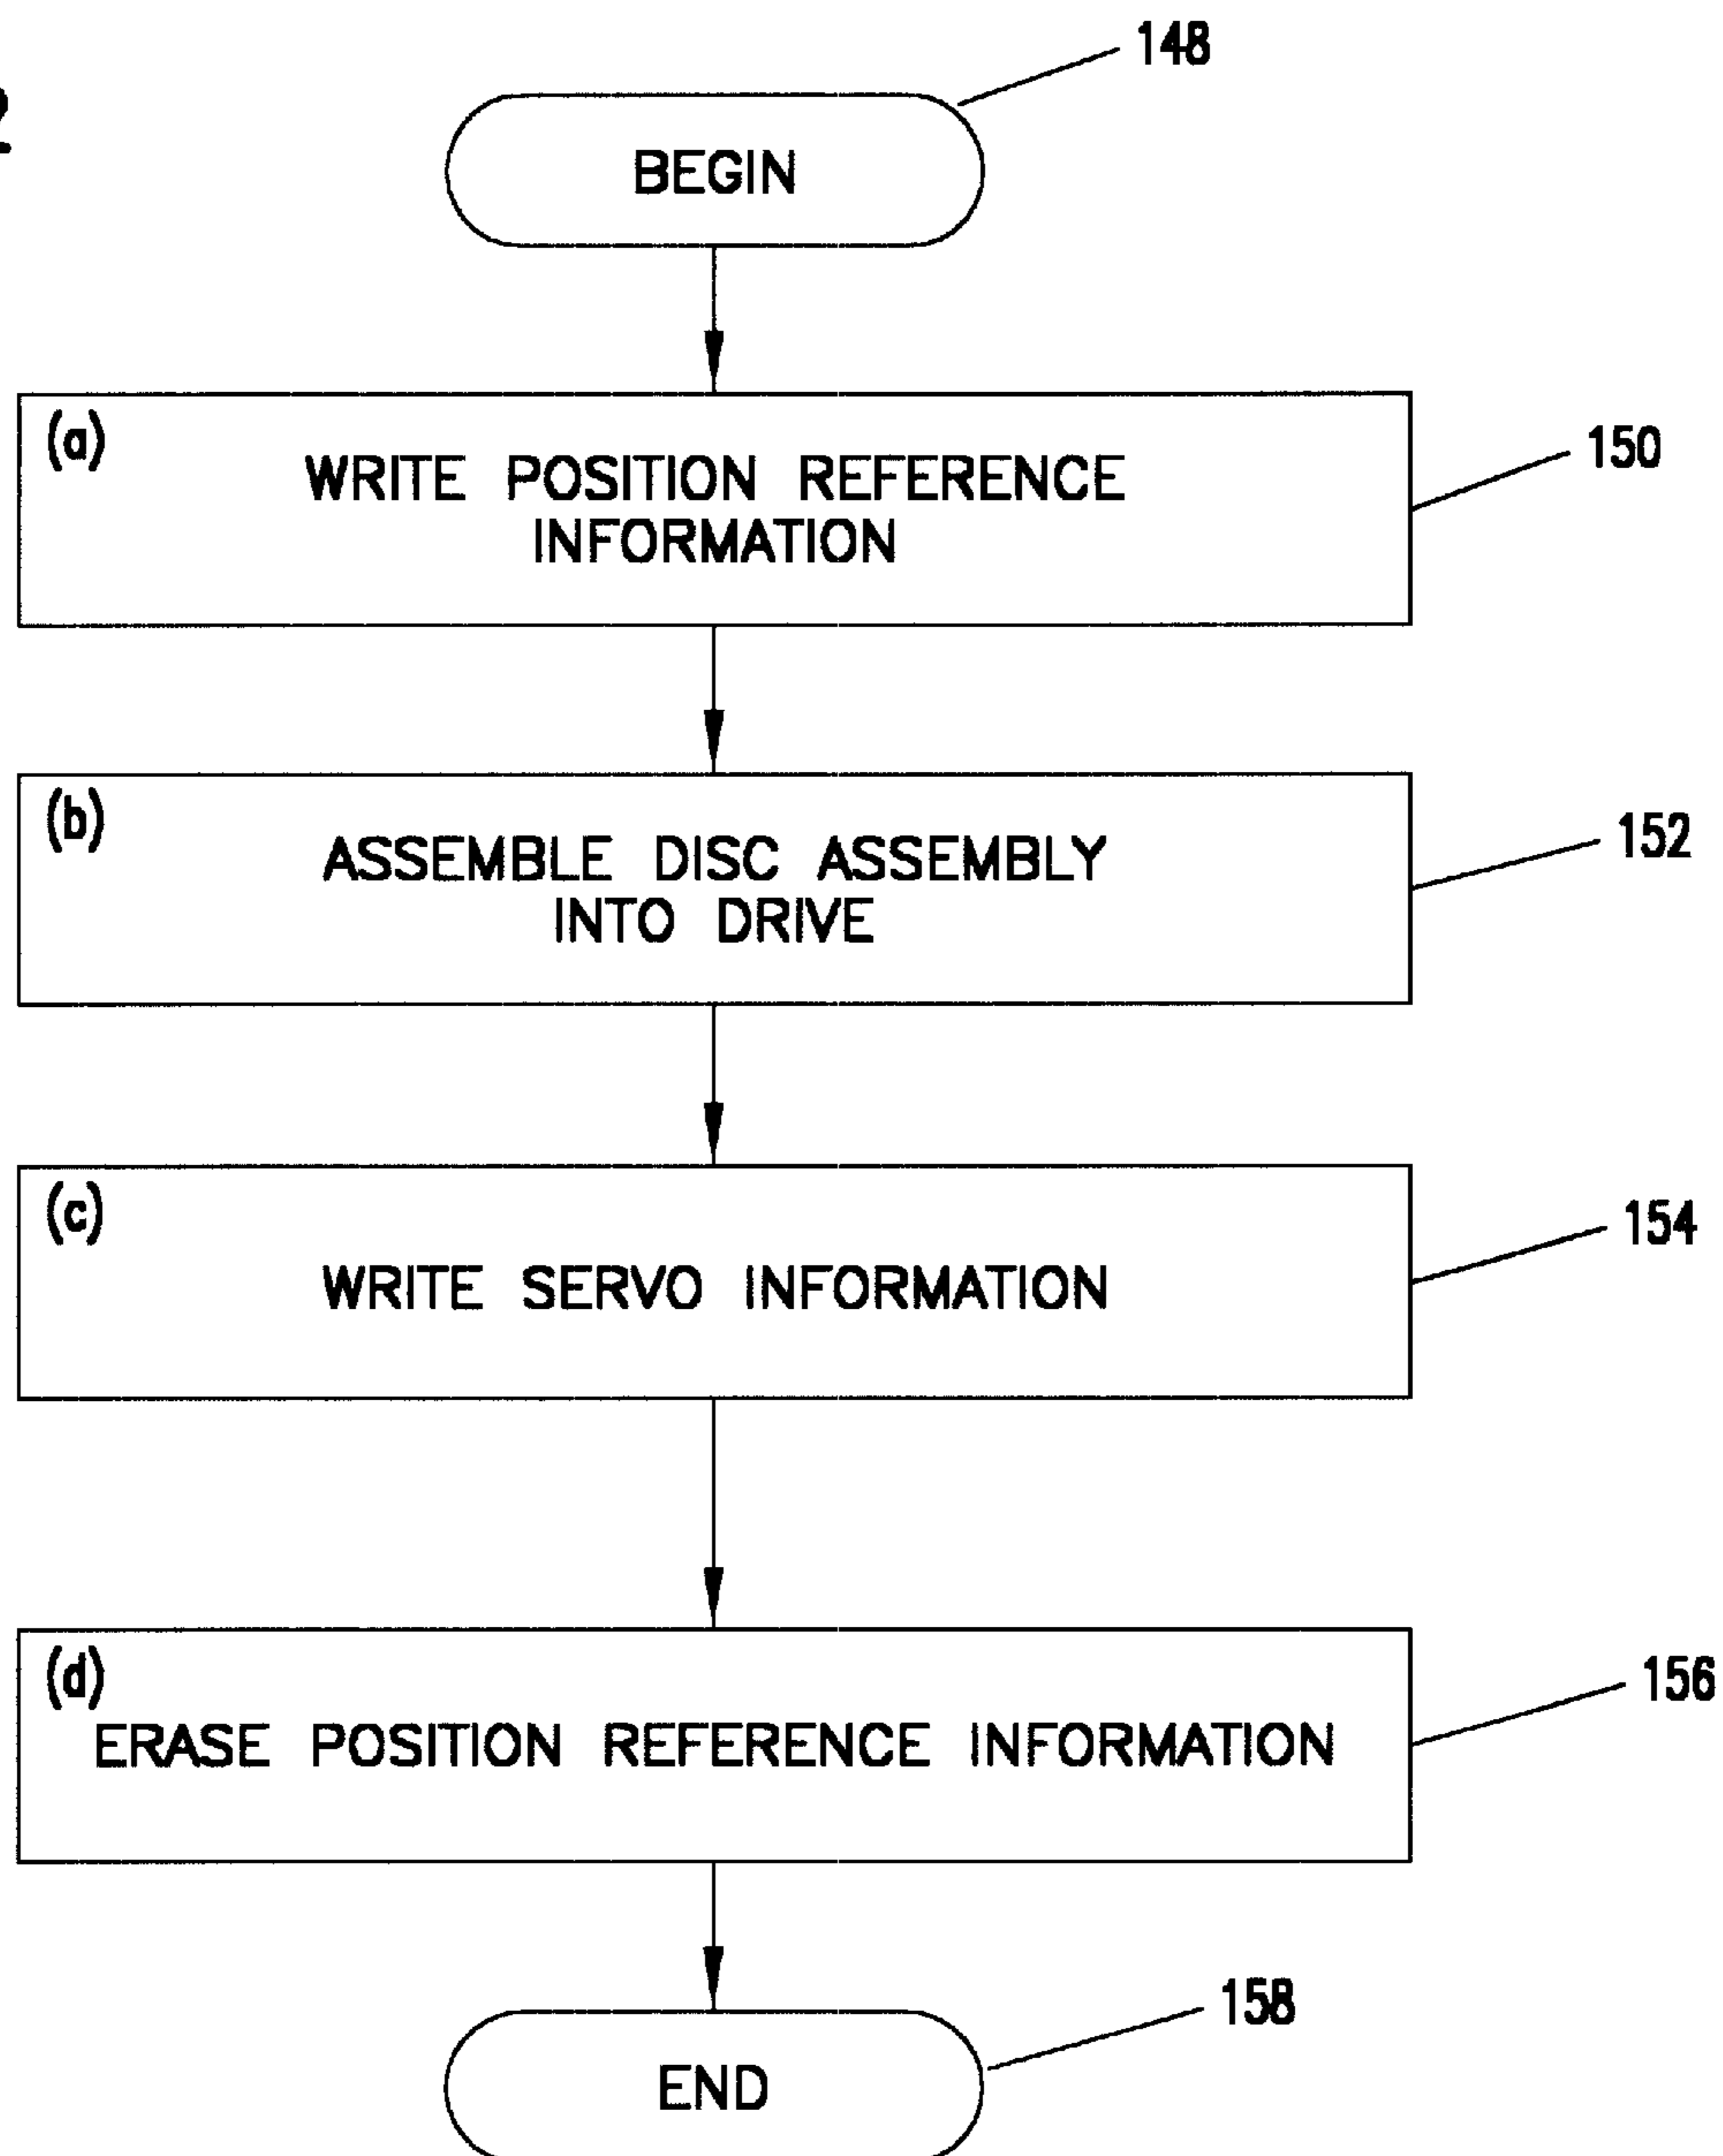 148
BEGIN
(a)
WRITE POSITION REFERENCE
INFORMATION
150
(b)
ASSEMBLE DISC ASSEMBLY
INTO DRIVE
152
(c)
WRITE SERVO INFORMATION
154
(d)
ERASE POSITION REFERENCE INFORMATION
156
158
END